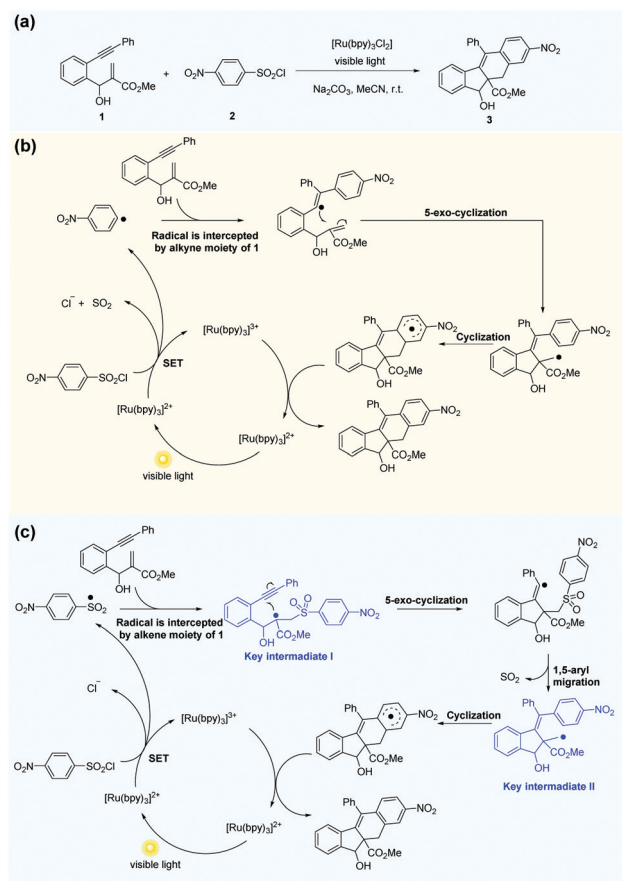 (a)
Ph
CO2Me
OH
1
+
O2N
SO2Cl
2
[Ru(bpy)3Cl2]
visible light
Na2CO3, MeCN, r.t.
Ph
NO2
CO2Me
OH
3
(b)
Ph
CO2Me
OH
O2N
Radical is intercepted
by alkyne moiety of 1
Ph
NO2
CO2Me
OH
5-exo-cyclization
Cl− + SO2
SET
O2N
SO2Cl
[Ru(bpy)3]2+
[Ru(bpy)3]3+
[Ru(bpy)3]2+
visible light
Ph
NO2
CO2Me
OH
Cyclization
Ph
NO2
CO2Me
OH
Ph
NO2
CO2Me
OH
(c)
Ph
CO2Me
OH
O2N
SO2
Radical is intercepted
by alkene moiety of 1
Ph
O O
S
NO2
CO2Me
OH
Key intermadiate I
5-exo-cyclization
NO2
Ph
O
S
O
CO2Me
OH
SO2
1,5-aryl
migration
Ph
NO2
CO2Me
OH
Key intermadiate II
Cyclization
Ph
NO2
CO2Me
OH
Cl−
SET
O2N
SO2Cl
[Ru(bpy)3]2+
[Ru(bpy)3]3+
[Ru(bpy)3]2+
visible light
Ph
NO2
CO2Me
OH